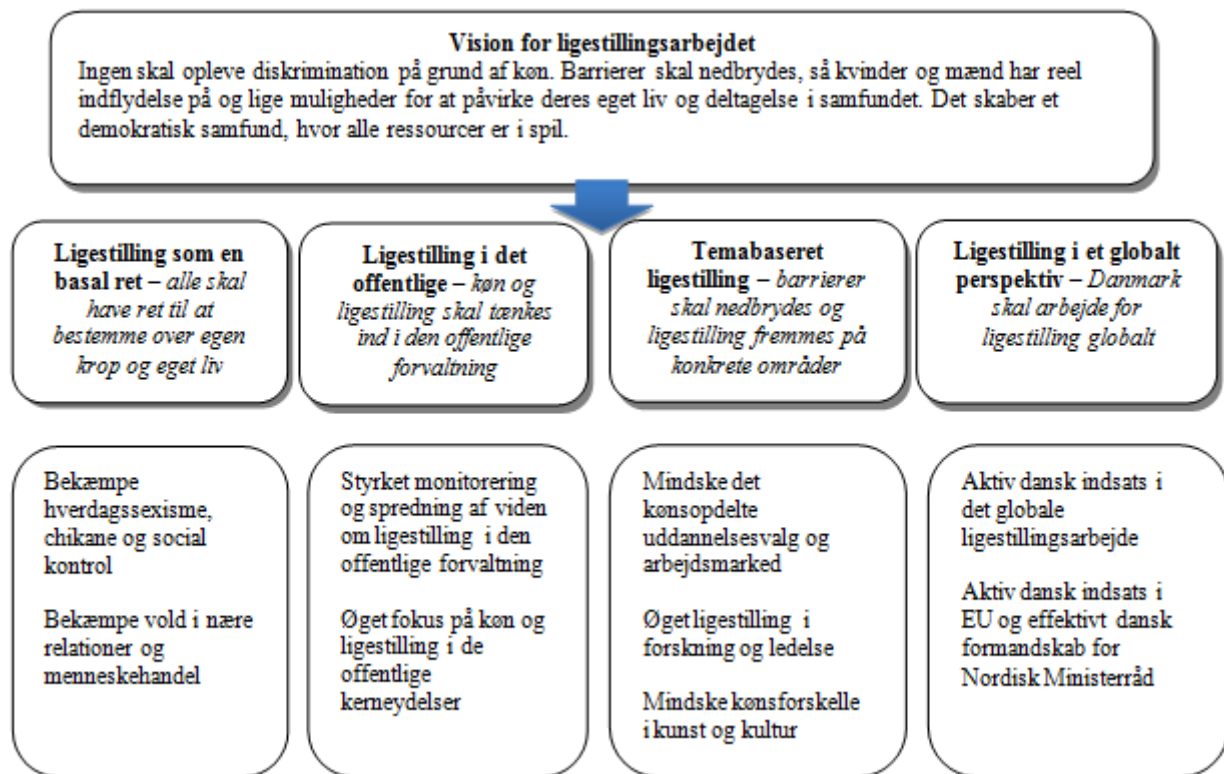 Vision for ligestillingsarbejdet
Ingen skal opleve diskrimination på grund af køn. Barrierer skal nedbrydes, så kvinder og mænd har reel
indflydelse på og lige muligheder for at påvirke deres eget liv og deltagelse i samfundet. Det skaber et
demokratisk samfund, hvor alle ressourcer er i spil.
Ligestilling som en
basal ret – alle skal
have ret til at
bestemme over egen
krop og eget liv
Ligestilling i det
offentlige – køn og
ligestilling skal tænkes
ind i den offentlige
forvaltning
Temabaseret
ligestilling – barrierer
skal nedbrydes og
ligestilling fremmes på
konkrete områder
Ligestilling i et globalt
perspektiv – Danmark
skal arbejde for
ligestilling globalt
Bekæmpe
hverdagssexisme,
chikane og social
kontrol
Bekæmpe vold i nære
relationer og
menneskehandel
Styrket monitorering
og spredning af viden
om ligestilling i den
offentlige forvaltning
Øget fokus på køn og
ligestilling i de
offentlige
kerneydelser
Mindske det
kønsopdelte
uddannelsesvalg og
arbejdsmarked
Øget ligestilling i
forskning og ledelse
Mindske kønsforskelle
i kunst og kultur
Aktiv dansk indsats i
det globale
ligestillingsarbejde
Aktiv dansk indsats i
EU og effektivt dansk
formandskab for
Nordisk Ministerråd